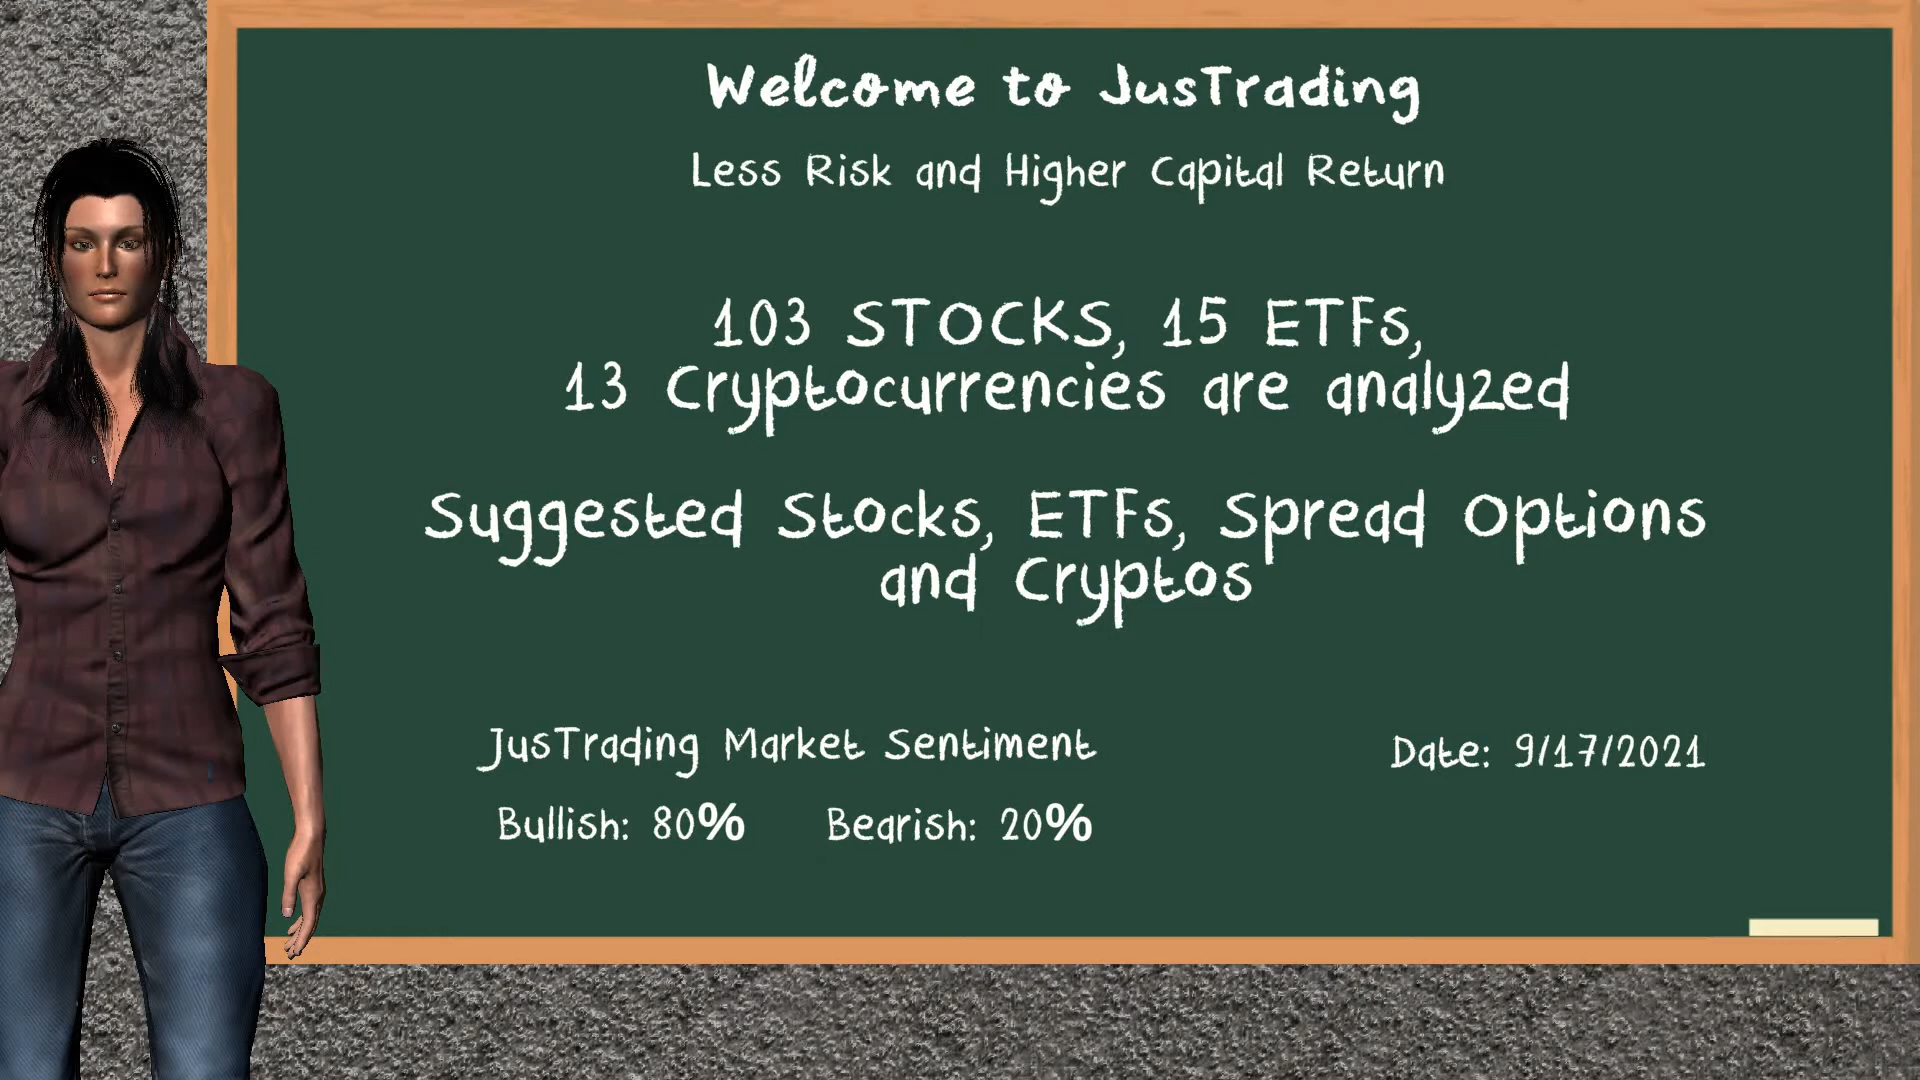 Welcome to JusTrading
Less Risk and Higher Capital Return
103 STOCKS, 15 ETFs,
13 Cryptocurrencies are analyzed
Suggested Stocks, ETFs, Spread Options
and Cryptos
JusTrading Market Sentiment
Date: 9/17/2021
Bullish: 80% Bearish: 20%